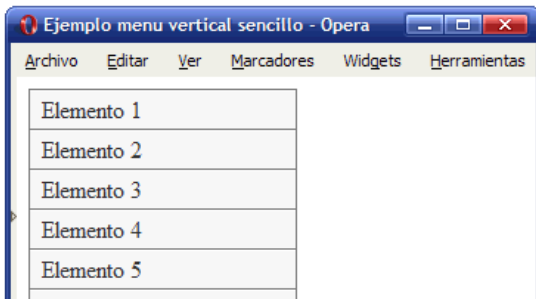 Ejemplo menu vertical sencillo - Opera
Archivo Editar Ver Marcadores Widgets Herramientas
Elemento 1
Elemento 2
Elemento 3
Elemento 4
Elemento 5